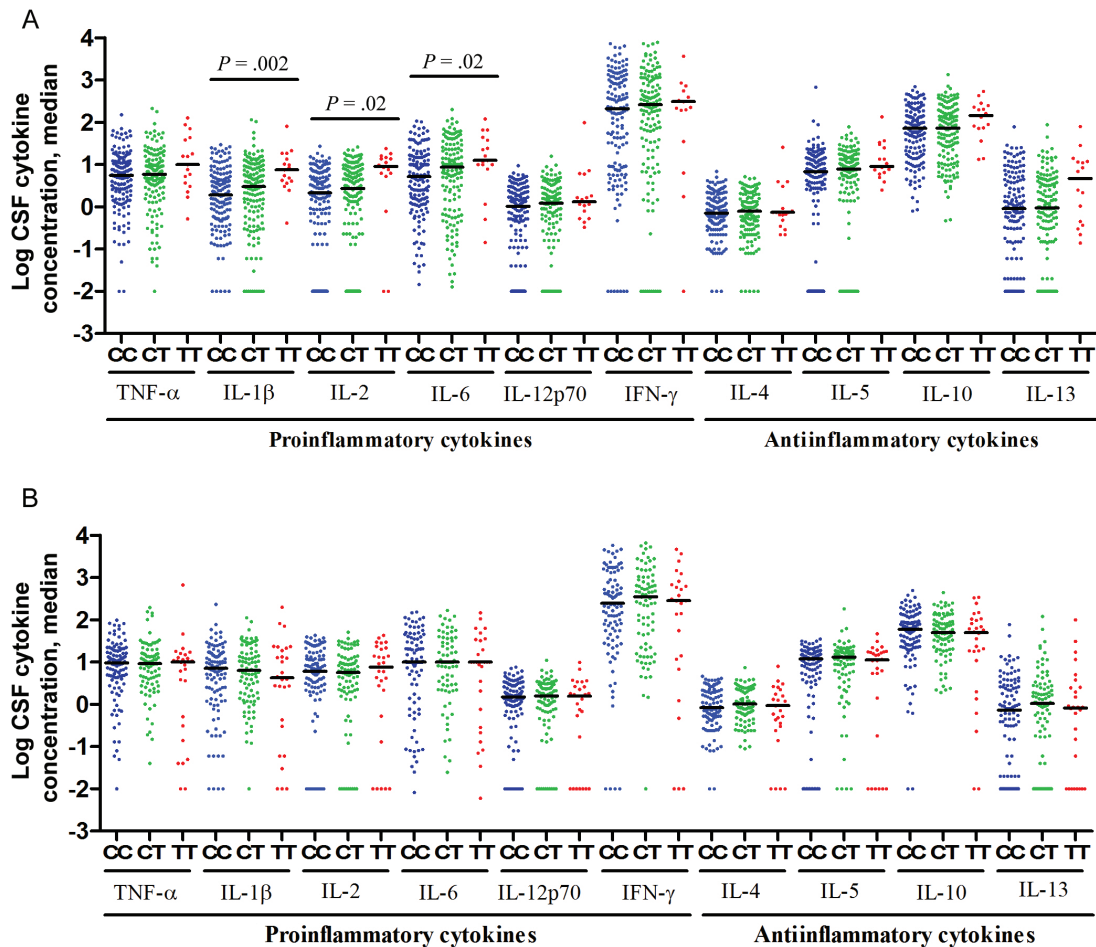 A
Log CSF cytokine
concentration, median
4
3
2
1
0
-1
-2
-3
P = .002
P = .02
P = .02
CC CT TT CC CT TT CC CT TT CC CT TT CC CT TT CC CT TT CC CT TT CC CT TT CC CT TT CC CT TT
TNF-α IL-1β IL-2 IL-6 IL-12p70 IFN-γ IL-4 IL-5 IL-10 IL-13
Proinflammatory cytokines Antiinflammatory cytokines
B
Log CSF cytokine
concentration, median
4
3
2
1
0
-1
-2
-3
CC CT TT CC CT TT CC CT TT CC CT TT CC CT TT CC CT TT CC CT TT CC CT TT CC CT TT CC CT TT
TNF-α IL-1β IL-2 IL-6 IL-12p70 IFN-γ IL-4 IL-5 IL-10 IL-13
Proinflammatory cytokines Antiinflammatory cytokines